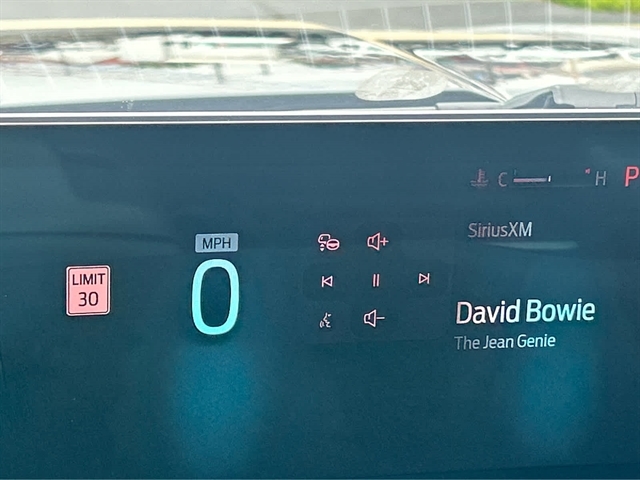 C H P
SiriusXM
MPH
LIMIT
30
0
David Bowie
The Jean Genie